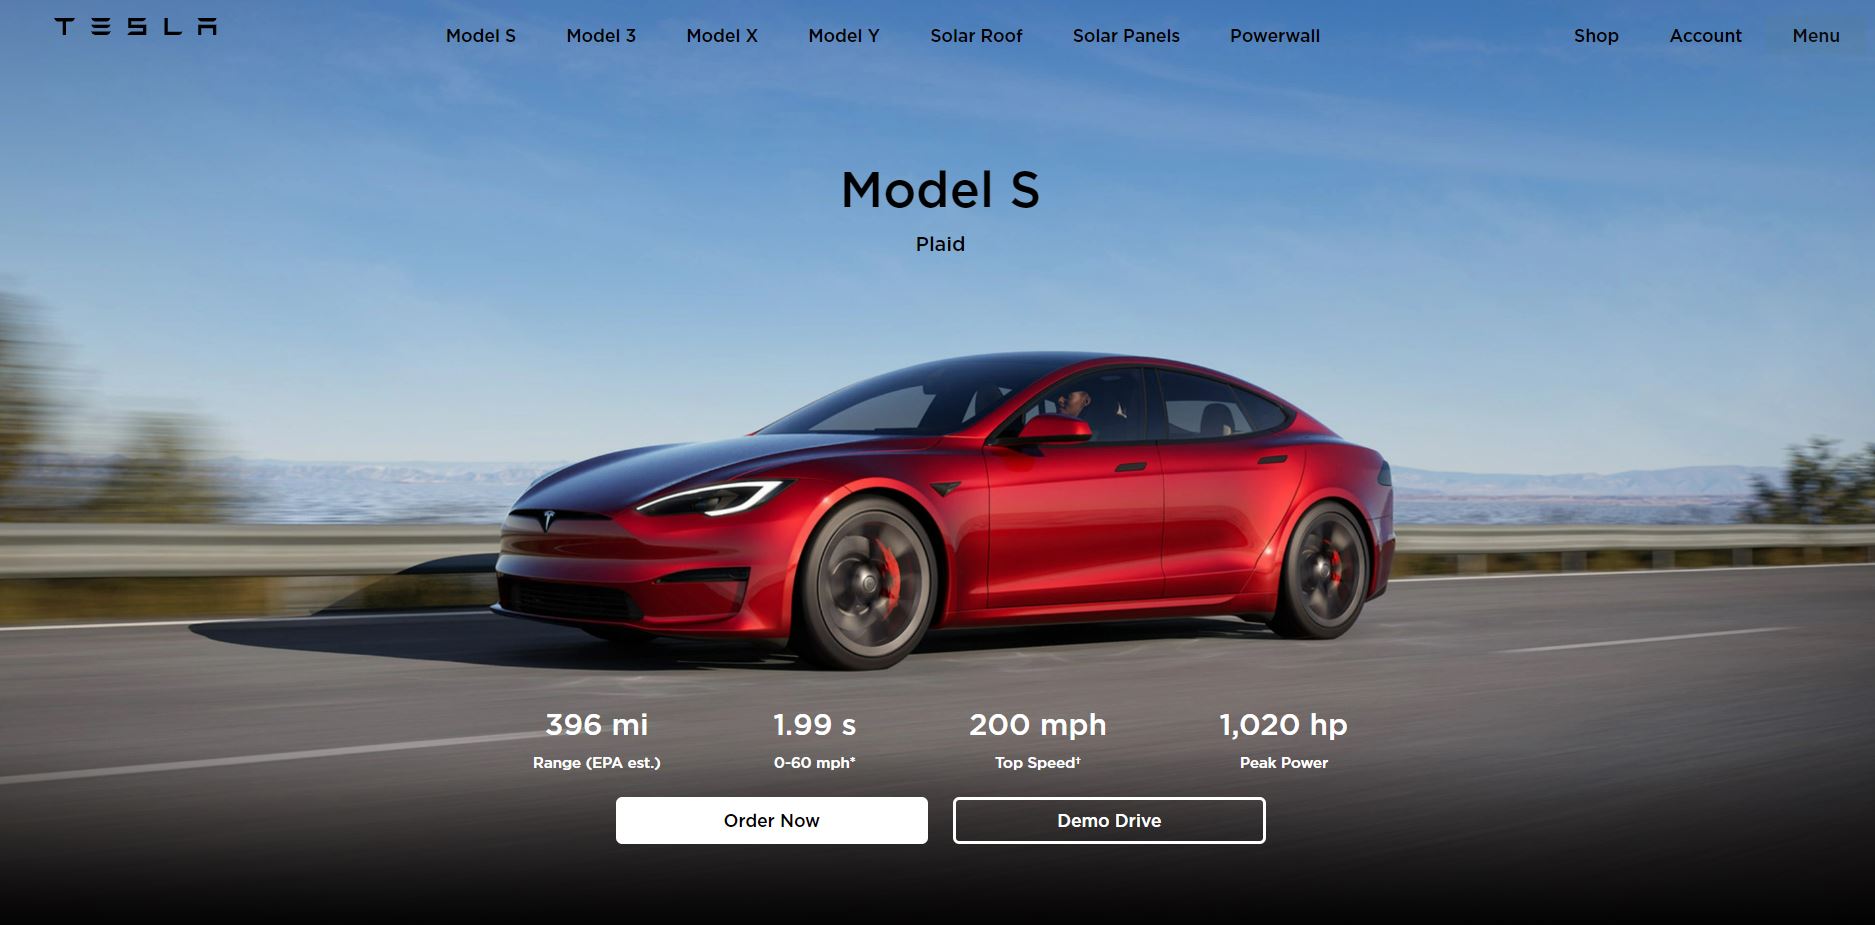 TESLA
Model S Model 3 Model X Model Y Solar Roof Solar Panels Powerwall Shop Account Menu
Model S
Plaid
396 mi 1.99 s 200 mph 1,020 hp
Range (EPA est.) 0-60 mph* Top Speed† Peak Power
Order Now Demo Drive